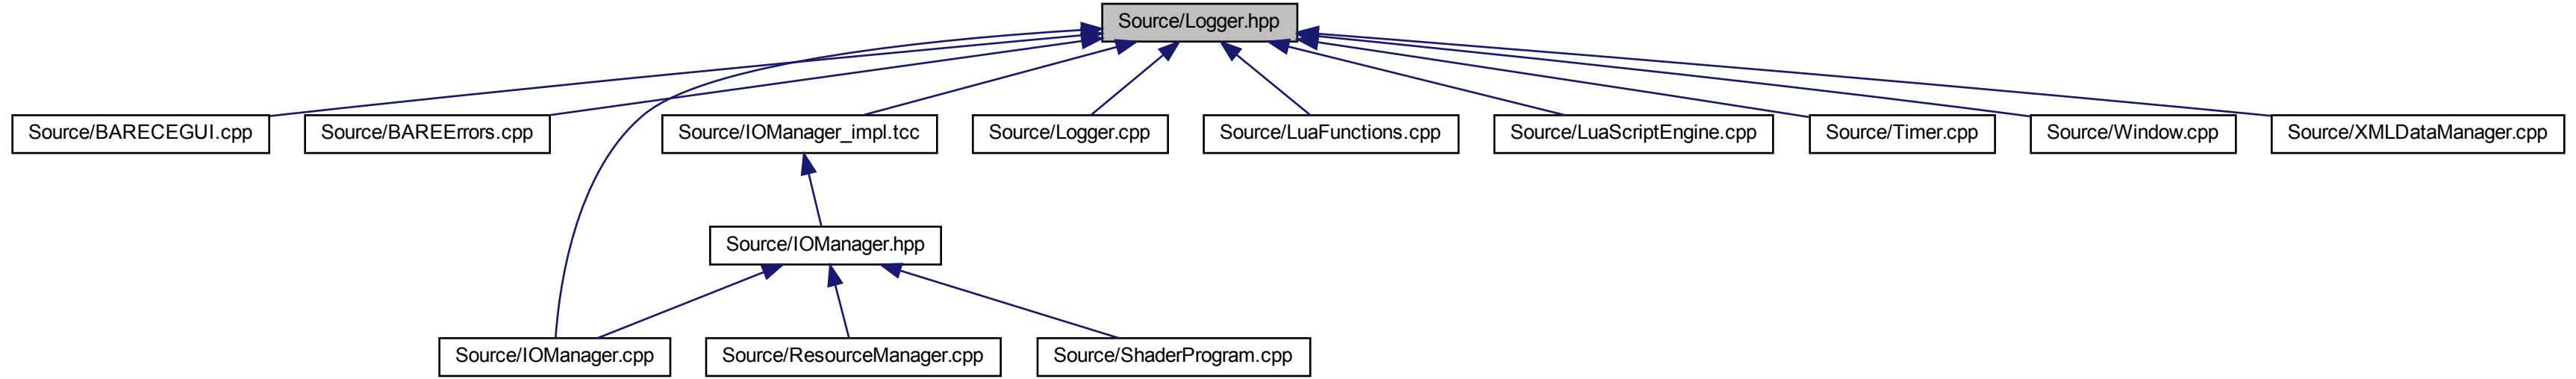 Source/Logger.hpp
Source/BARECEGUI.cpp
Source/BAREErrors.cpp
Source/IOManager_impl.tcc
Source/Logger.cpp
Source/LuaFunctions.cpp
Source/LuaScriptEngine.cpp
Source/Timer.cpp
Source/Window.cpp
Source/XMLDataManager.cpp
Source/IOManager.hpp
Source/IOManager.cpp
Source/ResourceManager.cpp
Source/ShaderProgram.cpp